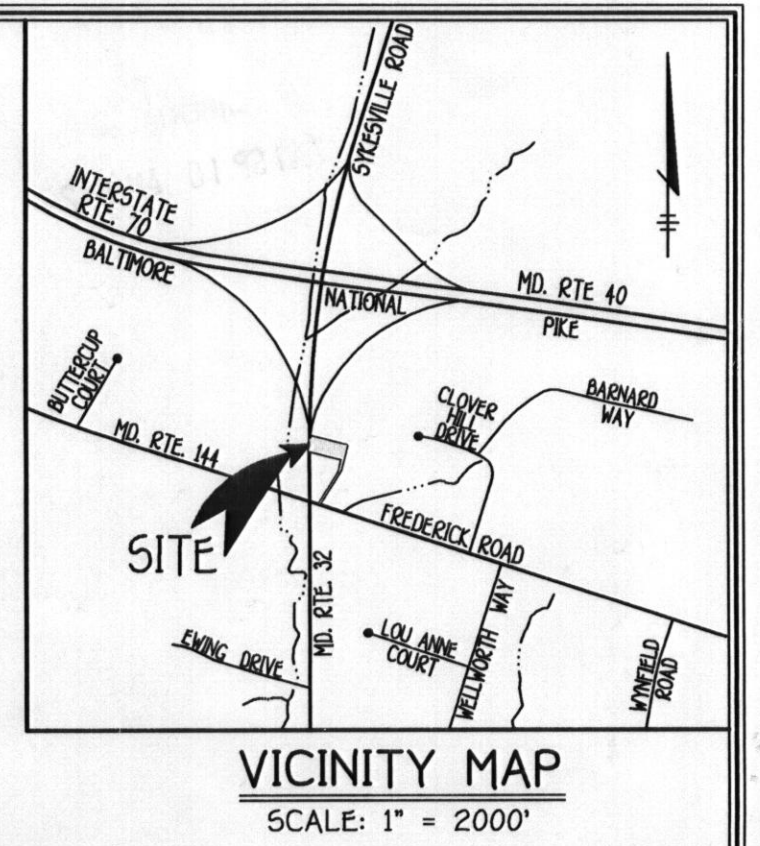 SYKESVILLE ROAD
INTERSTATE
RTE. 70
BALTIMORE
NATIONAL
MD. RTE 40
PIKE
BUTTERCUP
COURT
CLOVER
HILL
DRIVE
BARNARD
WAY
MD. RTE. 144
SITE
FREDERICK ROAD
MD. RTE. 32
EWING DRIVE
LOU ANNE
COURT
WELLWORTH WAY
WYNFIELD
ROAD
VICINITY MAP
SCALE: 1" = 2000'